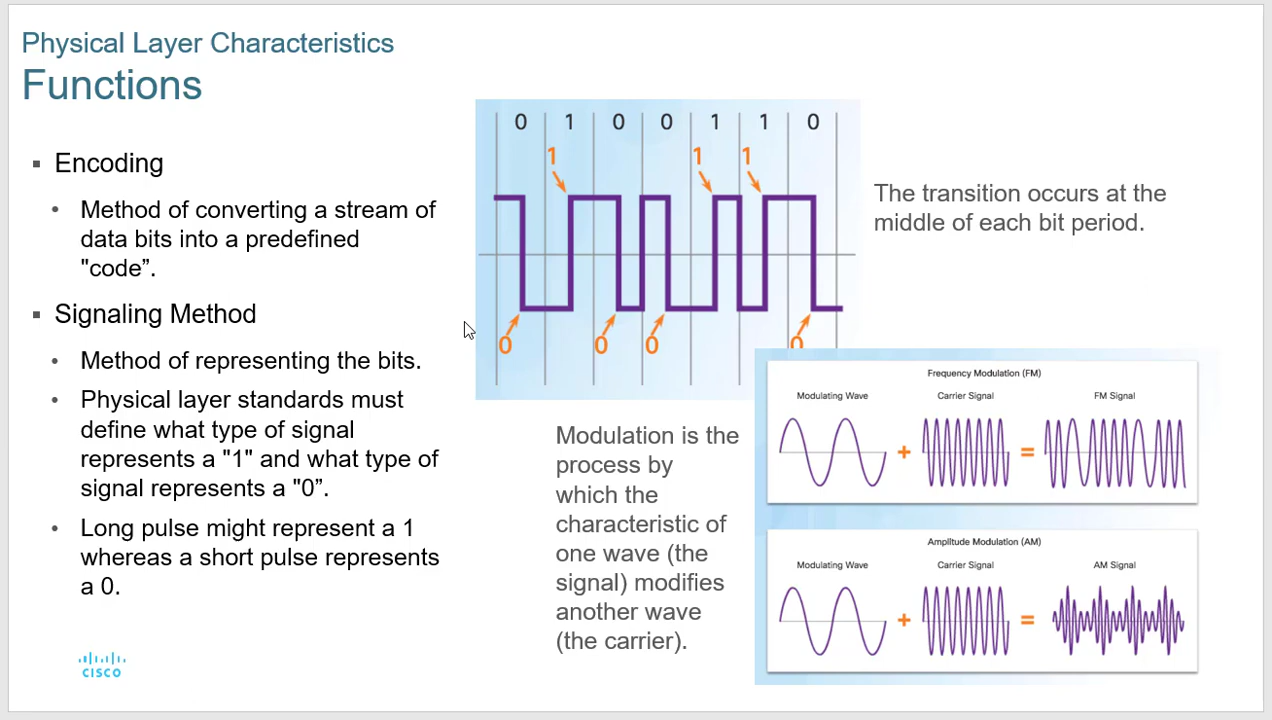 Physical Layer Characteristics
Functions
▪ Encoding
• Method of converting a stream of
data bits into a predefined
"code”.
▪ Signaling Method
• Method of representing the bits.
• Physical layer standards must
define what type of signal
represents a "1" and what type of
signal represents a "0”.
• Long pulse might represent a 1
whereas a short pulse represents
a 0.
0 1 0 0 1 1 0
1 1 1
0 0 0 0
The transition occurs at the
middle of each bit period.
Modulation is the
process by
which the
characteristic of
one wave (the
signal) modifies
another wave
(the carrier).
Frequency Modulation (FM)
Modulating Wave Carrier Signal FM Signal
+ =
Amplitude Modulation (AM)
Modulating Wave Carrier Signal AM Signal
+ =
CISCO